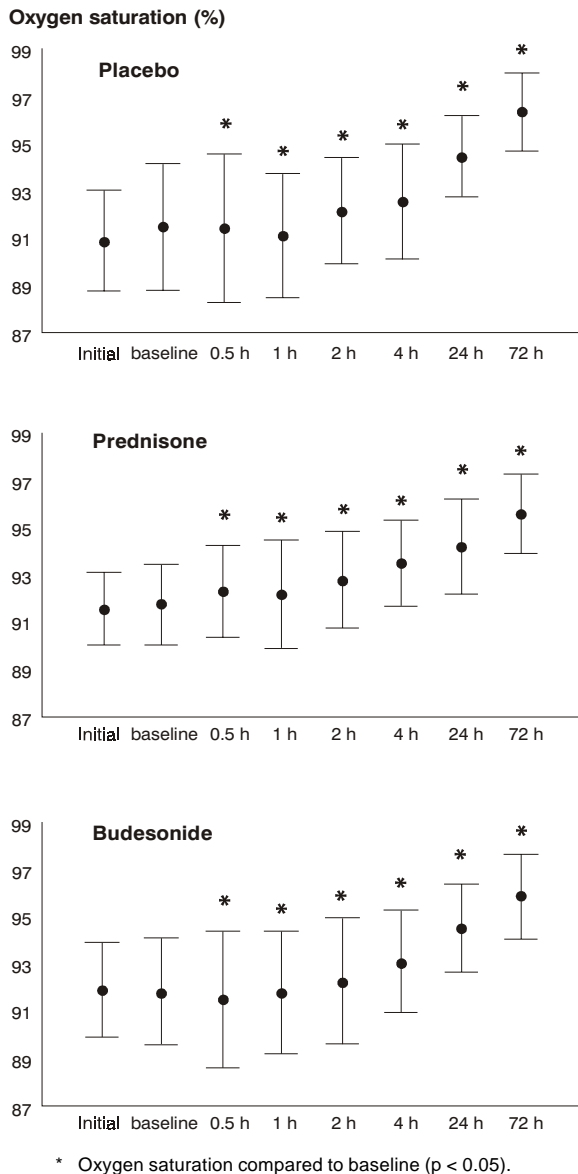 Oxygen saturation (%)
Placebo
99
97
95
93
91
89
87
* * * * * *
Initial baseline 0.5 h 1 h 2 h 4 h 24 h 72 h
Prednisone
99
97
95
93
91
89
87
* * * * * *
Initial baseline 0.5 h 1 h 2 h 4 h 24 h 72 h
Budesonide
99
97
95
93
91
89
87
* * * * * *
Initial baseline 0.5 h 1 h 2 h 4 h 24 h 72 h
* Oxygen saturation compared to baseline (p < 0.05).